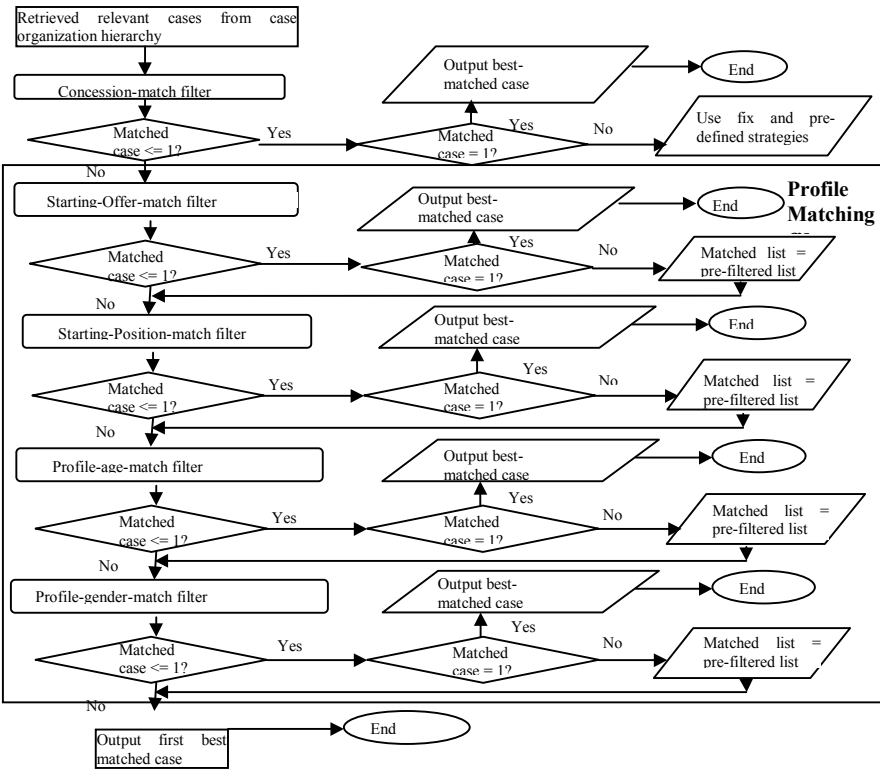 Retrieved relevant cases from case
organization hierarchy
Concession-match filter
Matched
case <= 1?
Yes
No
Output best-
matched case
End
Matched
case = 1?
Yes
No
Use fix and pre-
defined strategies
Profile
Matching
Starting-Offer-match filter
Matched
case <= 1?
Yes
No
Output best-
matched case
End
Matched
case = 1?
Yes
No
Matched list =
pre-filtered list
Starting-Position-match filter
Matched
case <= 1?
Yes
No
Output best-
matched case
End
Matched
case = 1?
Yes
No
Matched list =
pre-filtered list
Profile-age-match filter
Matched
case <= 1?
Yes
No
Output best-
matched case
End
Matched
case = 1?
Yes
No
Matched list =
pre-filtered list
Profile-gender-match filter
Matched
case <= 1?
Yes
No
Output best-
matched case
End
Matched
case = 1?
Yes
No
Matched list =
pre-filtered list
Output first best
matched case
End